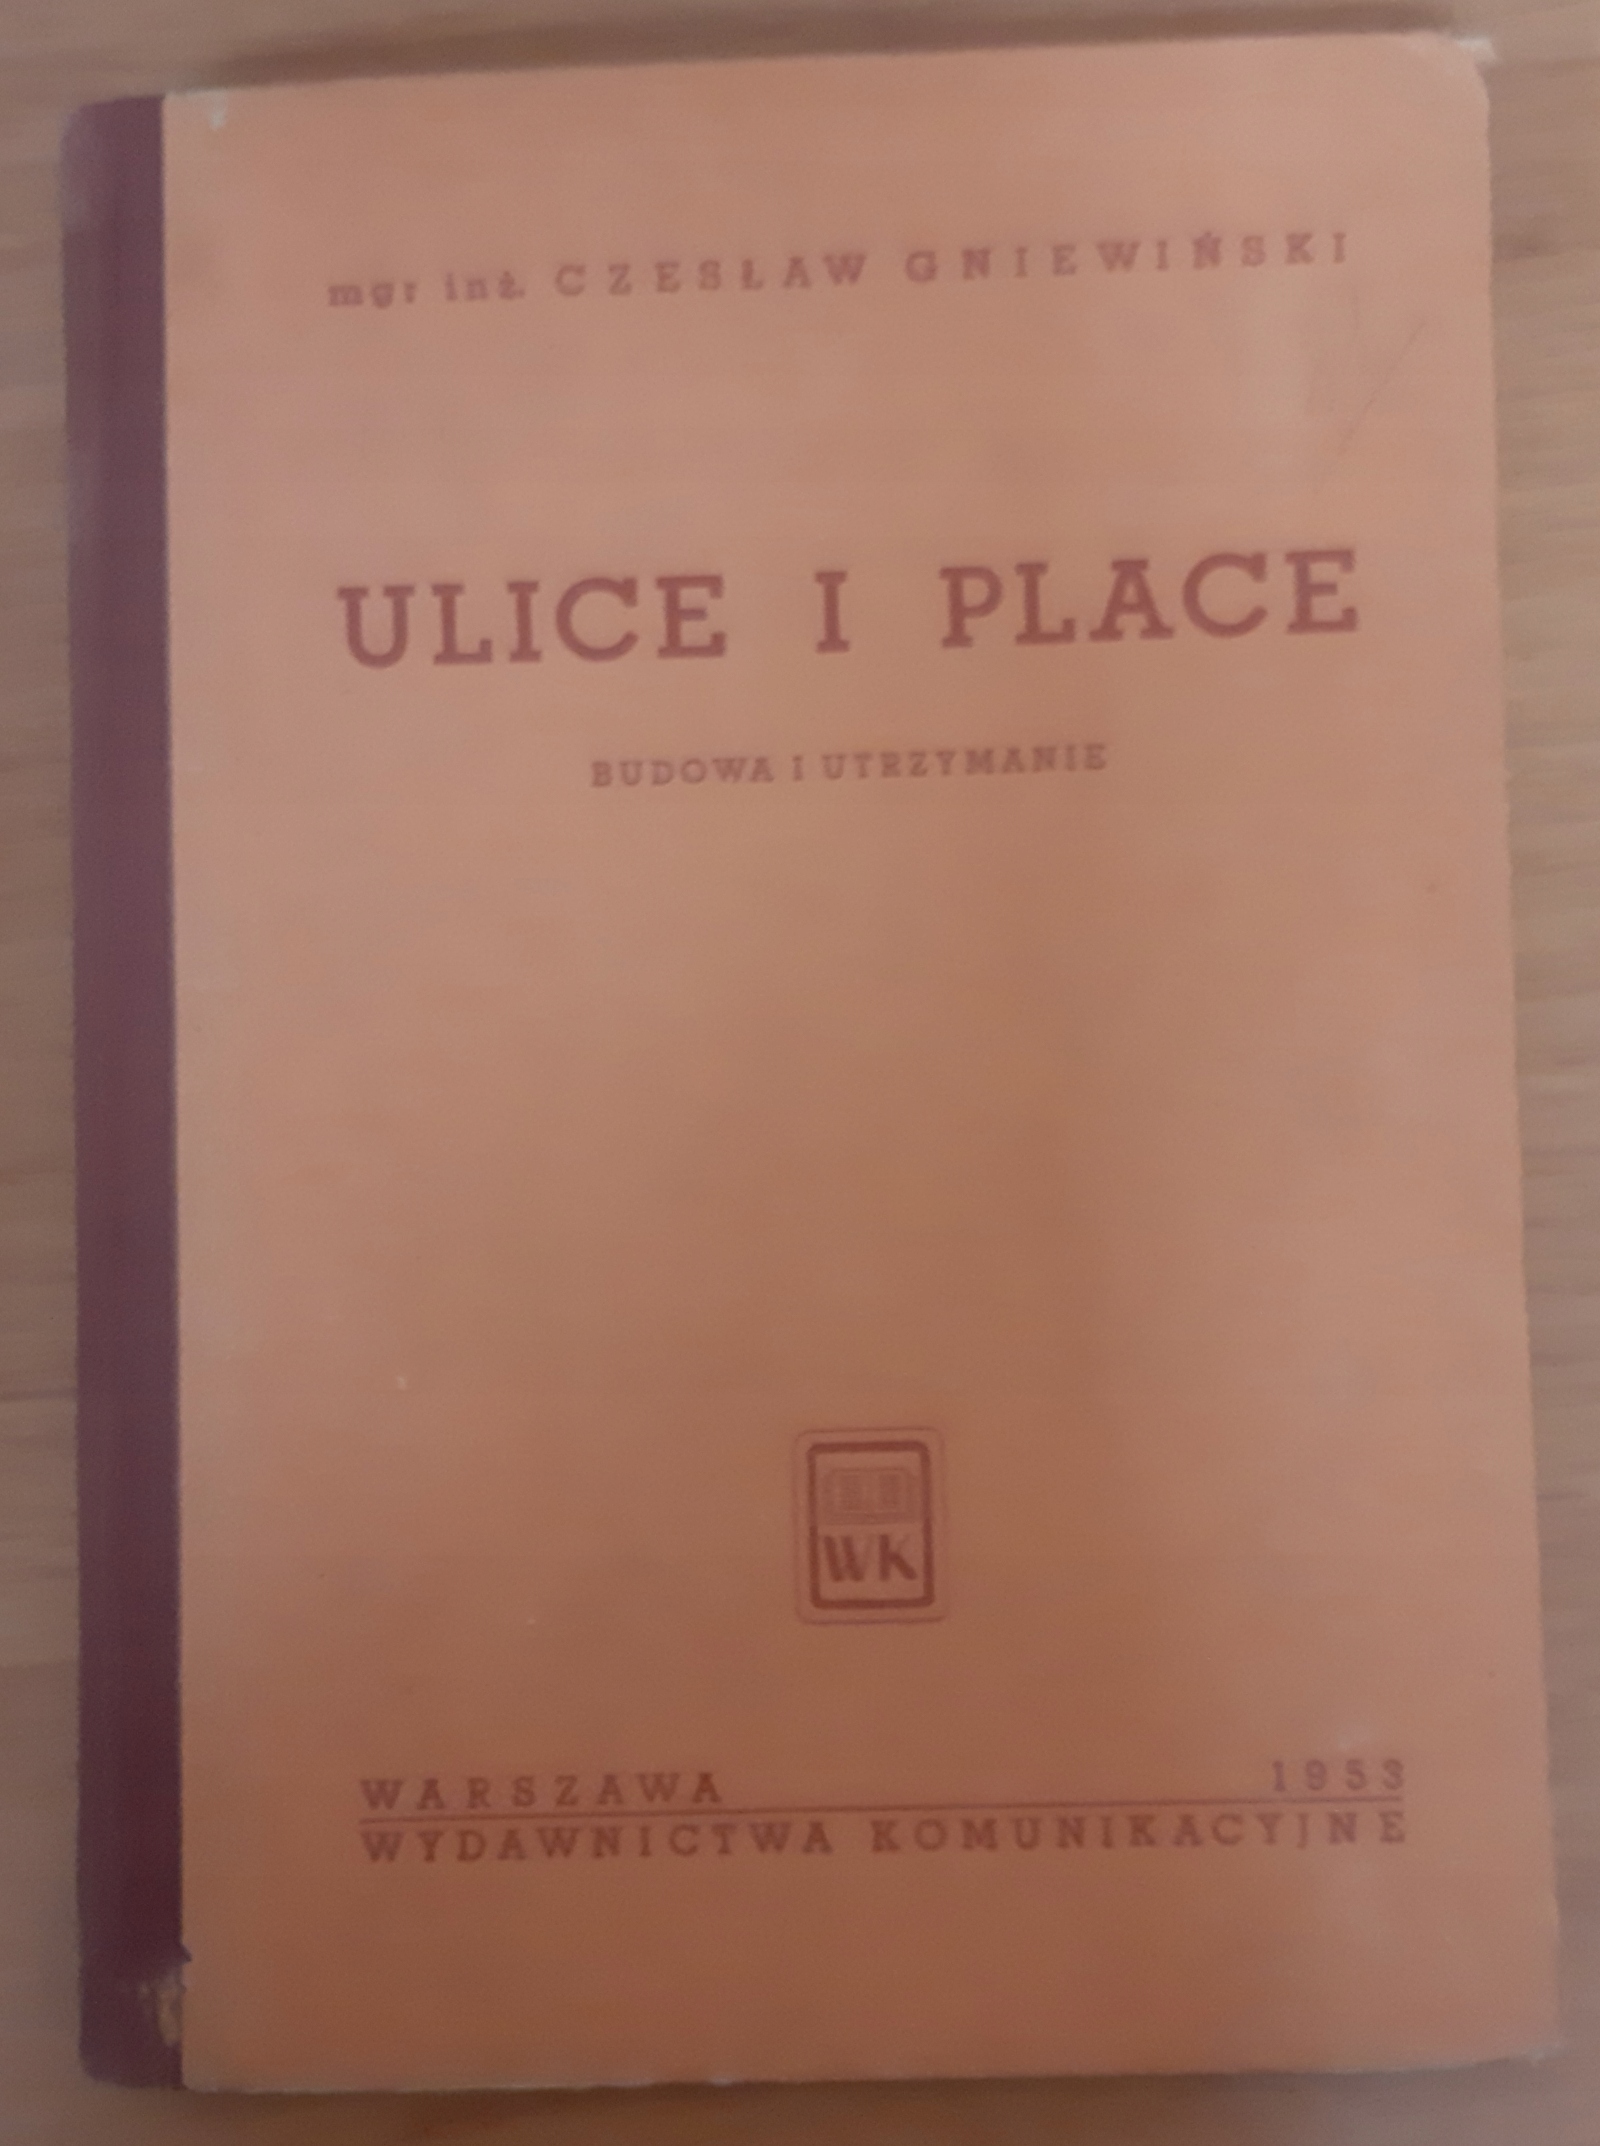 mgr inż. CZESŁAW GNIEWIŃSKI
ULICE I PLACE
BUDOWA I UTRZYMANIE
WK
WARSZAWA 1953
WYDAWNICTWA KOMUNIKACYJNE